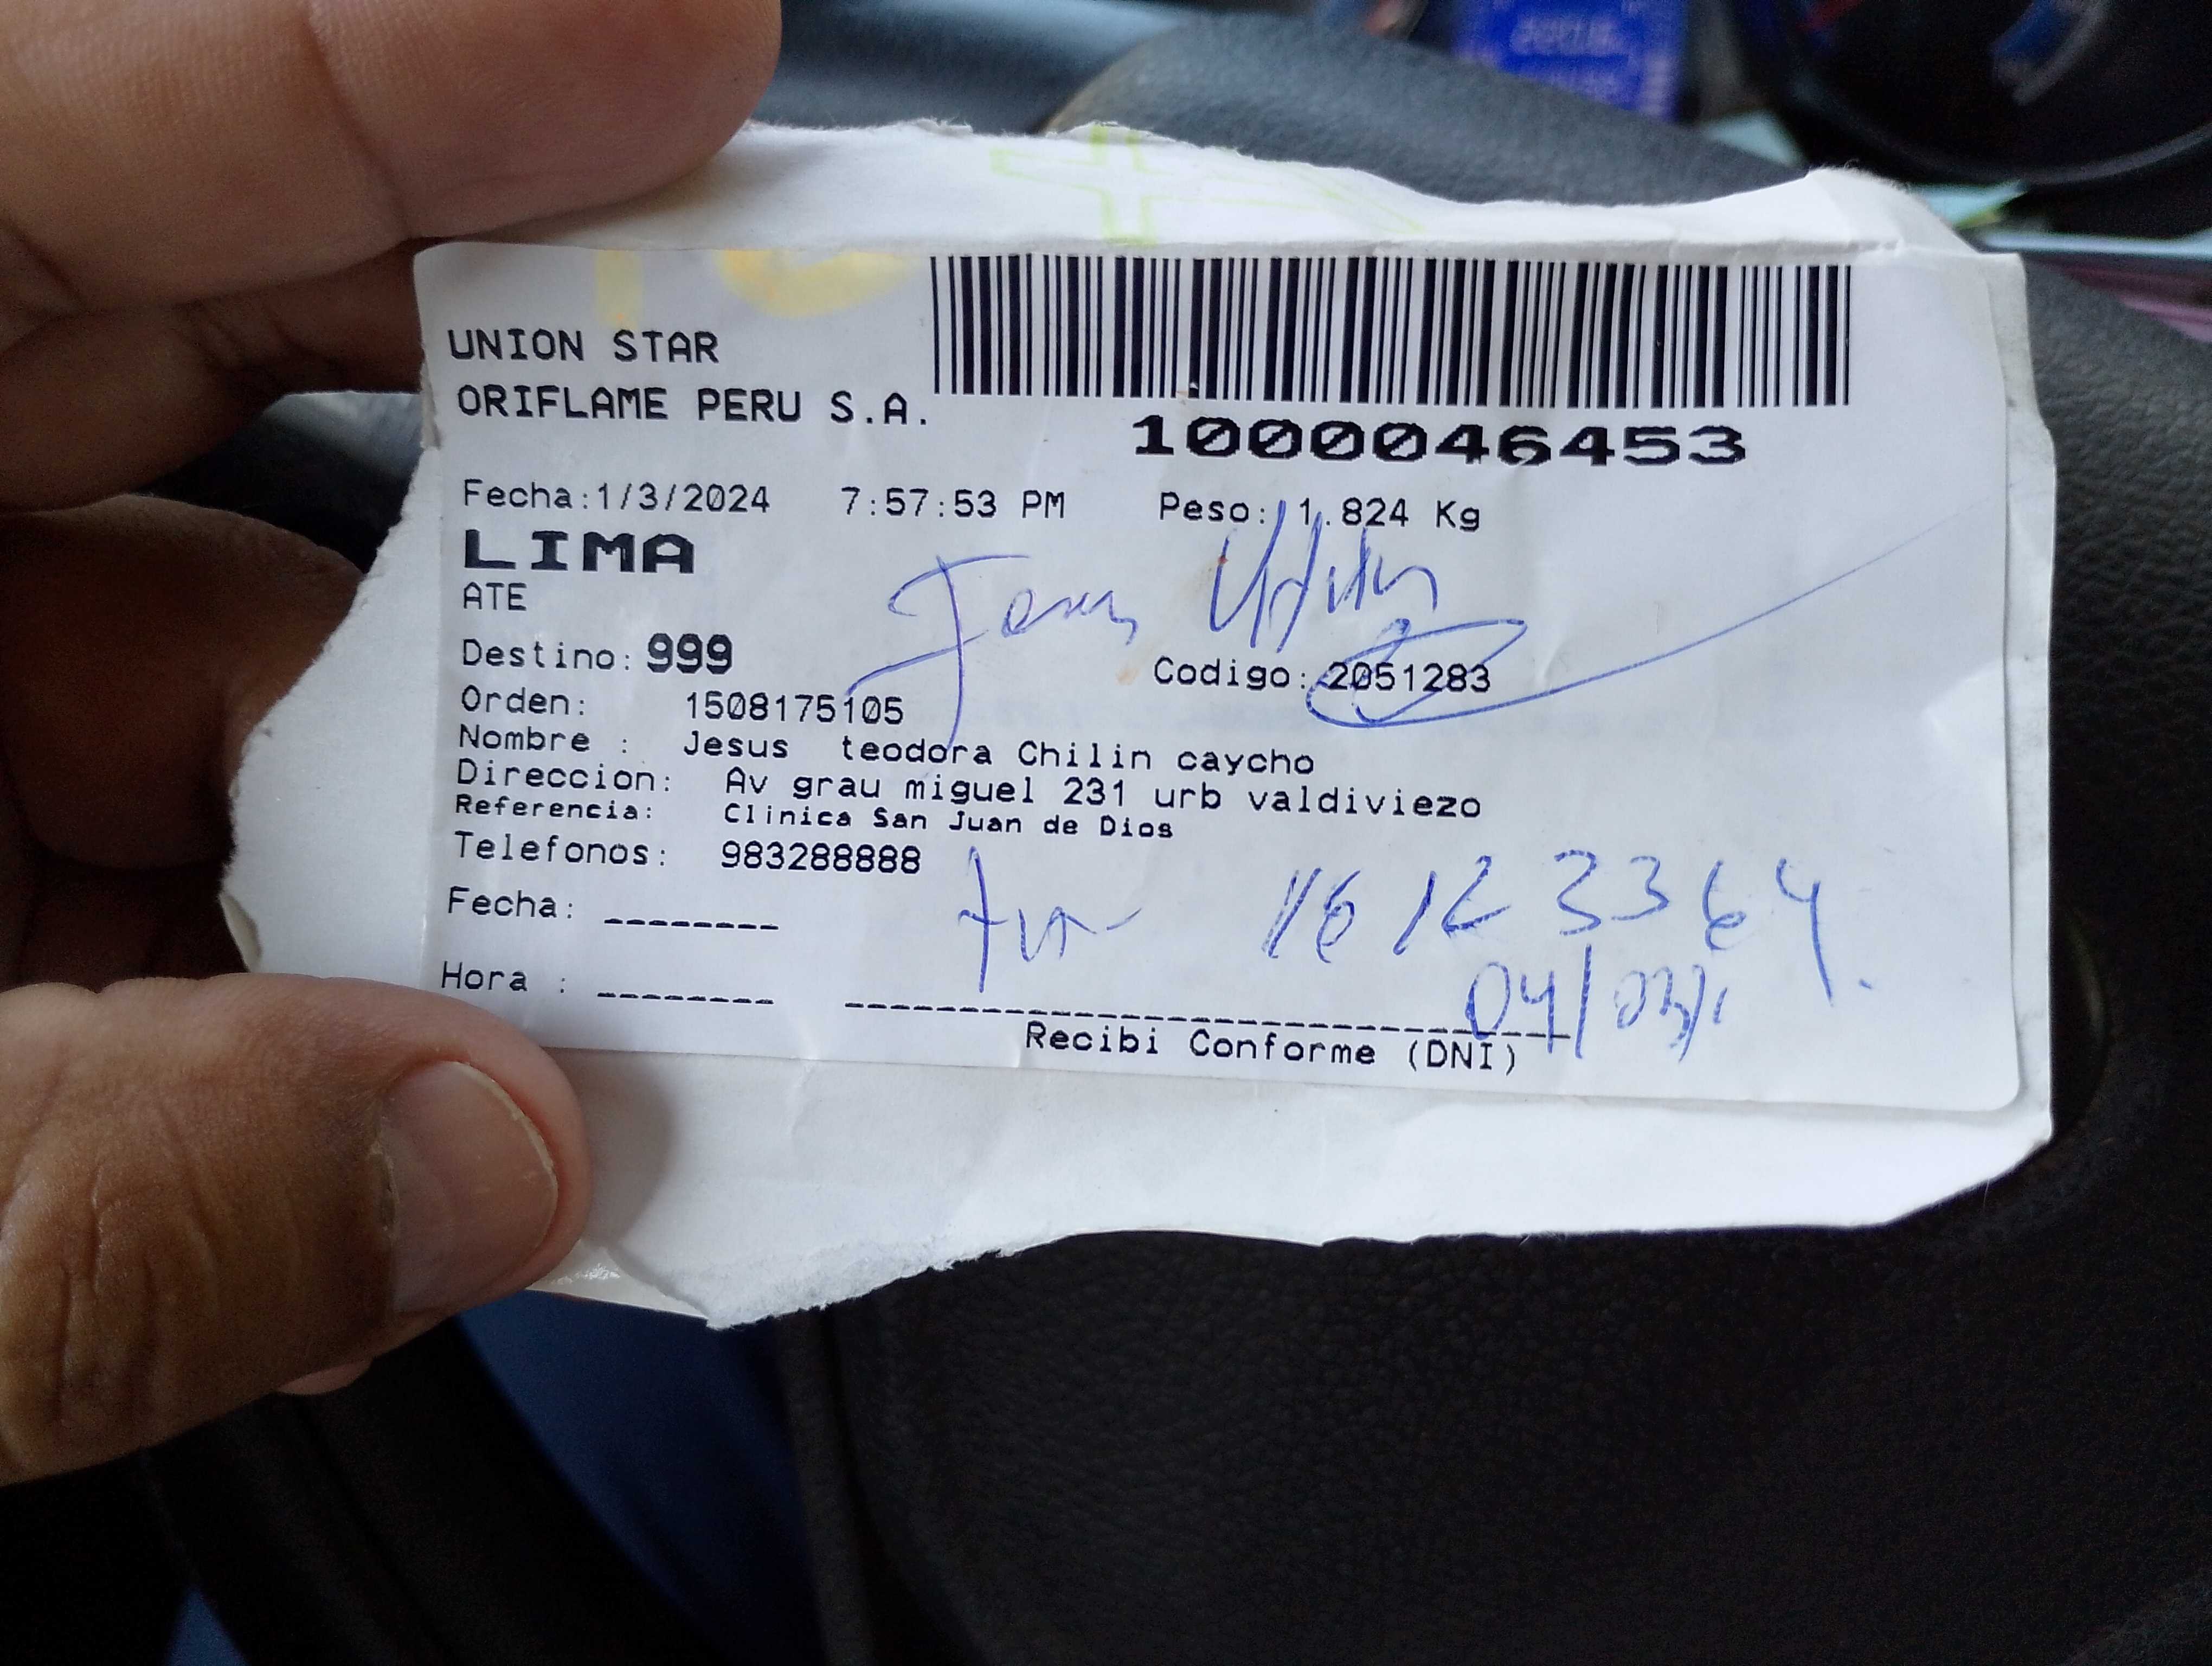 UNION STAR
ORIFLAME PERU S.A.
1000046453
Fecha:1/3/2024 7:57:53 PM Peso: 1.824 Kg
LIMA
ATE
Destino: 999 Codigo: 2051283
Orden: 1508175105
Nombre : Jesus teodora Chilin caycho
Direccion: Av grau miguel 231 urb valdiviezo
Referencia: Clinica San Juan de Dios
Telefonos: 983288888
Fecha: --------
Hora : --------
04/03/
Recibi Conforme (DNI)